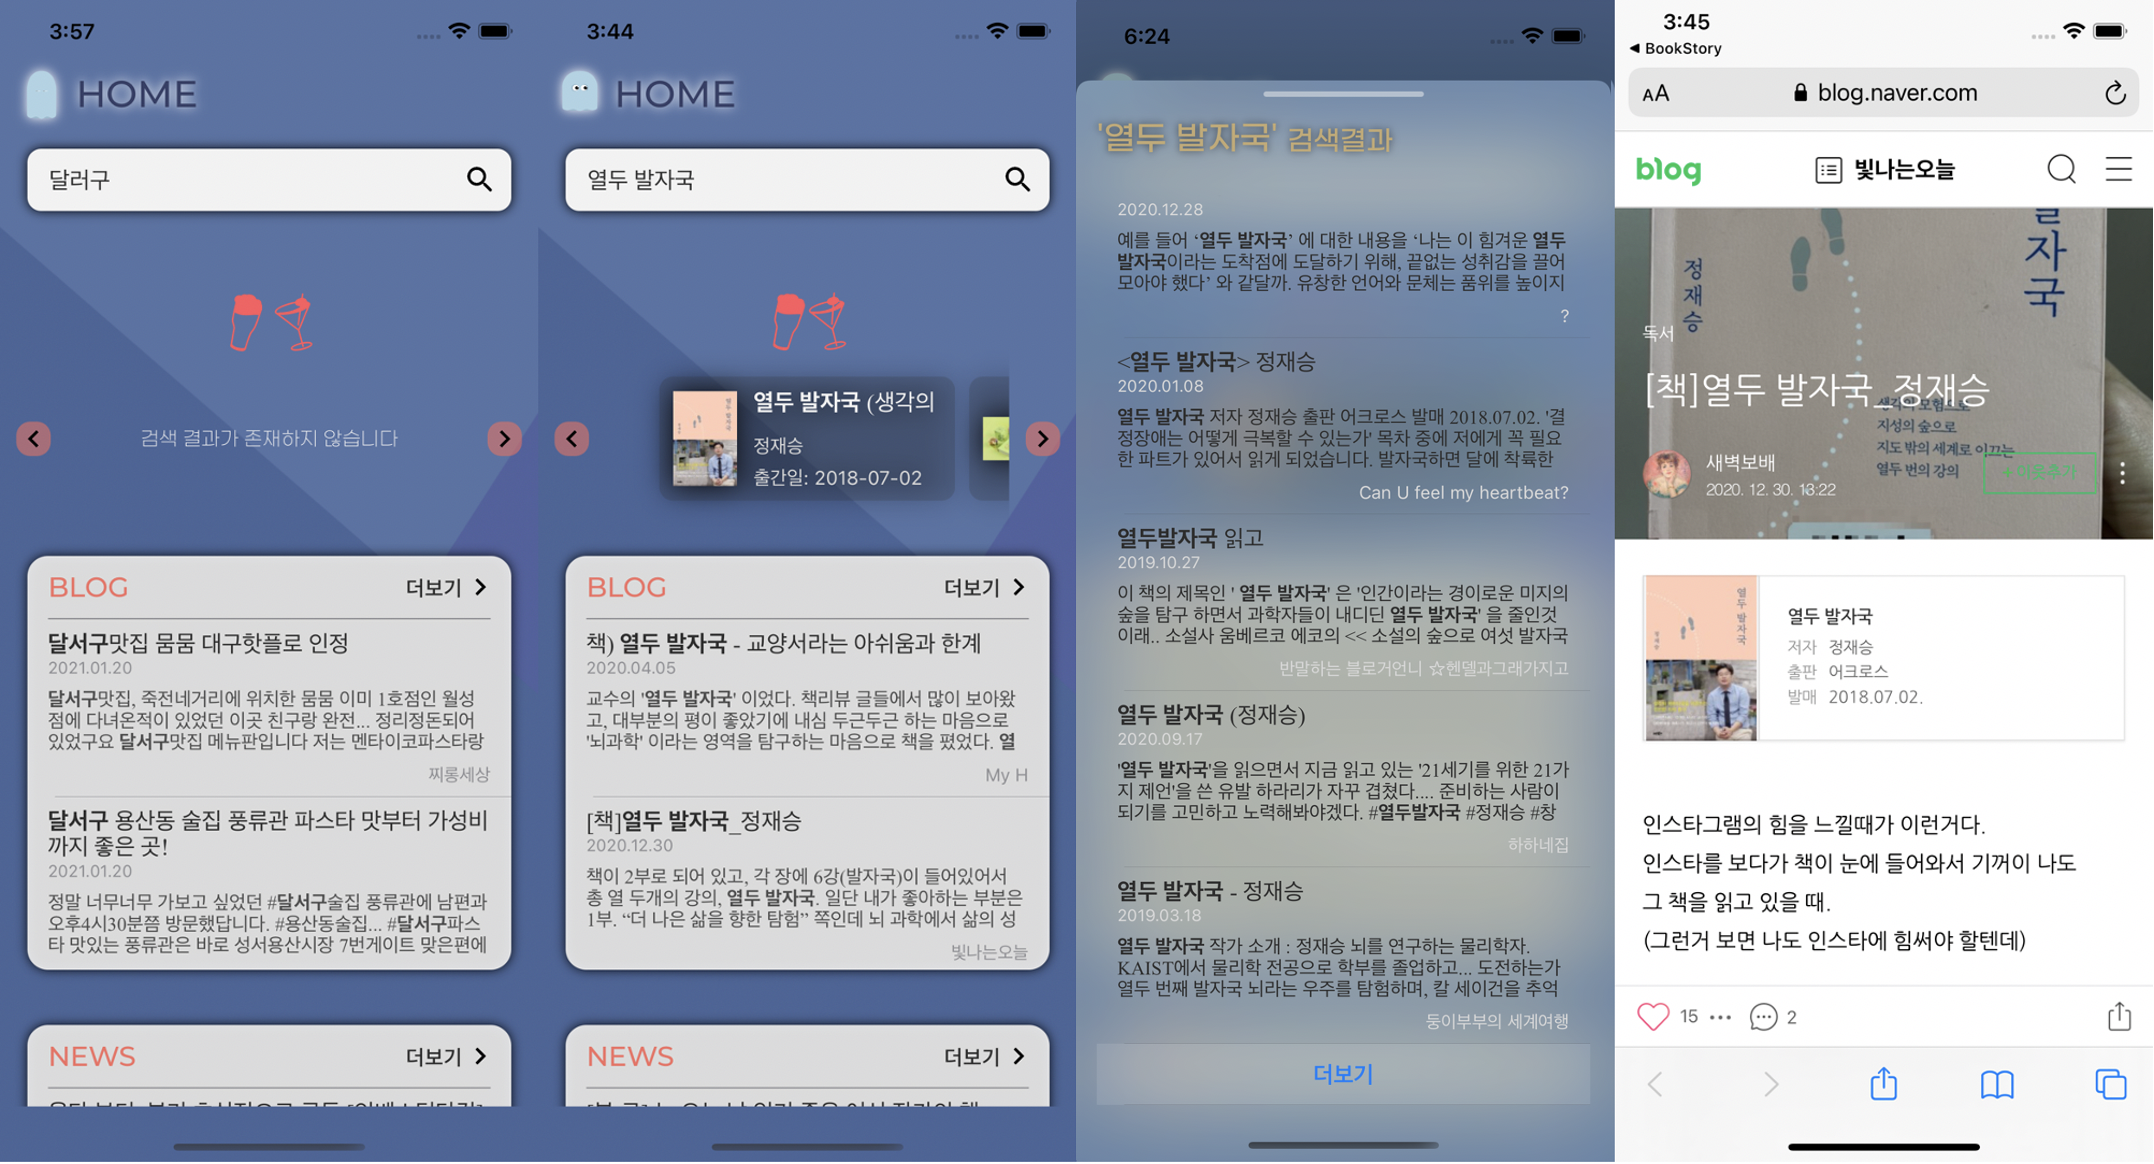 3:57
HOME
달러구
검색 결과가 존재하지 않습니다
BLOG
더보기
달서구맛집 뭄뭄 대구핫플로 인정
2021.01.20
달서구맛집, 죽전네거리에 위치한 뭄뭄 이미 1호점인 월성
점에 다녀온적이 있었던 이곳 친구랑 완전... 정리정돈되어
있었구요 달서구맛집 메뉴판입니다 저는 멘타이코파스타랑
찌롱세상
달서구 용산동 술집 풍류관 파스타 맛부터 가성비
까지 좋은 곳!
2021.01.20
정말 너무너무 가보고 싶었던 #달서구술집 풍류관에 남편과
오후4시30분쯤 방문했답니다. #용산동술집... #달서구파스
타 맛있는 풍류관은 바로 성서용산시장 7번게이트 맞은편에
NEWS
더보기
3:44
HOME
열두 발자국
열두 발자국 (생각의
정재승
출간일: 2018-07-02
BLOG
더보기
책) 열두 발자국 - 교양서라는 아쉬움과 한계
2020.04.05
교수의 '열두 발자국' 이었다. 책리뷰 글들에서 많이 보아왔
고, 대부분의 평이 좋았기에 내심 두근두근 하는 마음으로
'뇌과학' 이라는 영역을 탐구하는 마음으로 책을 폈었다. 열
My H
[책]열두 발자국_정재승
2020.12.30
책이 2부로 되어 있고, 각 장에 6강(발자국)이 들어있어서
총 열 두개의 강의, 열두 발자국. 일단 내가 좋아하는 부분은
1부. “더 나은 삶을 향한 탐험” 쪽인데 뇌 과학에서 삶의 성
빛나는오늘
NEWS
더보기
6:24
'열두 발자국' 검색결과
2020.12.28
예를 들어 ‘열두 발자국’ 에 대한 내용을 ‘나는 이 힘겨운 열두
발자국이라는 도착점에 도달하기 위해, 끝없는 성취감을 끌어
모아야 했다’ 와 같달까. 유창한 언어와 문체는 품위를 높이지
?
<열두 발자국> 정재승
2020.01.08
열두 발자국 저자 정재승 출판 어크로스 발매 2018.07.02. '결
정장애는 어떻게 극복할 수 있는가' 목차 중에 저에게 꼭 필요
한 파트가 있어서 읽게 되었습니다. 발자국하면 달에 착륙한
Can U feel my heartbeat?
열두발자국 읽고
2019.10.27
이 책의 제목인 ' 열두 발자국' 은 '인간이라는 경이로운 미지의
숲을 탐구 하면서 과학자들이 내디딘 열두 발자국' 을 줄인것
이래.. 소설사 움베르코 에코의 << 소설의 숲으로 여섯 발자국
반말하는 블로거언니 ☆헨델과그래가지고
열두 발자국 (정재승)
2020.09.17
'열두 발자국'을 읽으면서 지금 읽고 있는 '21세기를 위한 21가
지 제언'을 쓴 유발 하라리가 자꾸 겹쳤다.... 준비하는 사람이
되기를 고민하고 노력해봐야겠다. #열두발자국 #정재승 #창
하하네집
열두 발자국 - 정재승
2019.03.18
열두 발자국 작가 소개 : 정재승 뇌를 연구하는 물리학자.
KAIST에서 물리학 전공으로 학부를 졸업하고... 도전하는가
열두 번째 발자국 뇌라는 우주를 탐험하며, 칼 세이건을 추억
둥이부부의 세계여행
더보기
3:45
BookStory
AA
blog.naver.com
blog
빛나는오늘
발자국
정재승
독서
[책]열두 발자국_정재승
생각의 모험으로
지성의 숲으로
지도 밖의 세계로 이끄는
열두 번의 강의
새벽보배
2020. 12. 30. 13:22
+ 이웃추가
열두 발자국
열두 발자국
저자 정재승
출판 어크로스
발매 2018.07.02.
인스타그램의 힘을 느낄때가 이런거다.
인스타를 보다가 책이 눈에 들어와서 기꺼이 나도
그 책을 읽고 있을 때.
(그런거 보면 나도 인스타에 힘써야 할텐데)
15
2